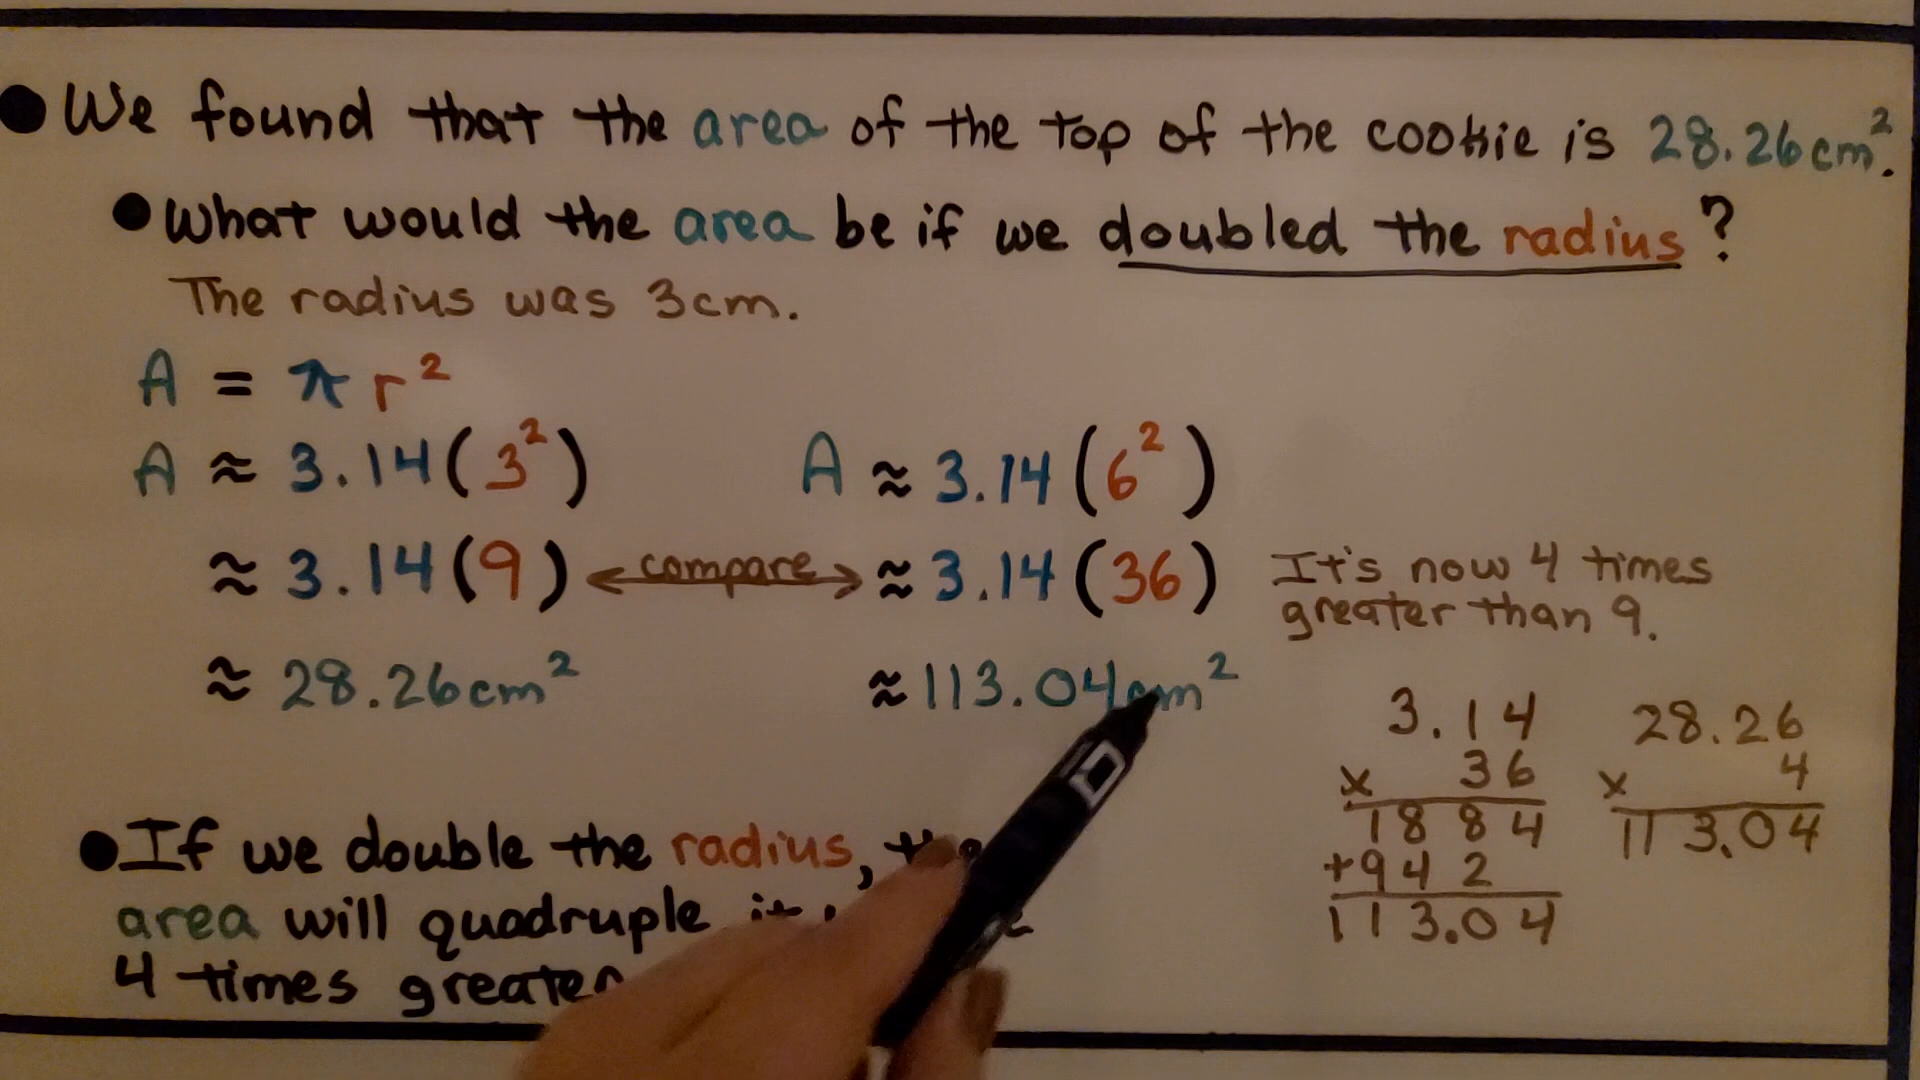 We found that the area of the top of the cookie is 28.26cm².
What would the area be if we doubled the radius?
The radius was 3cm.
A = π r²
A ≈ 3.14(3²)
A ≈ 3.14(6²)
≈ 3.14(9)
compare
≈ 3.14(36)
It's now 4 times
greater than 9.
≈ 28.26cm²
≈ 113.04cm²
3.14
x 36
1884
+942
113.04
28.26
x 4
113.04
If we double the radius,
area will quadruple
4 times greater